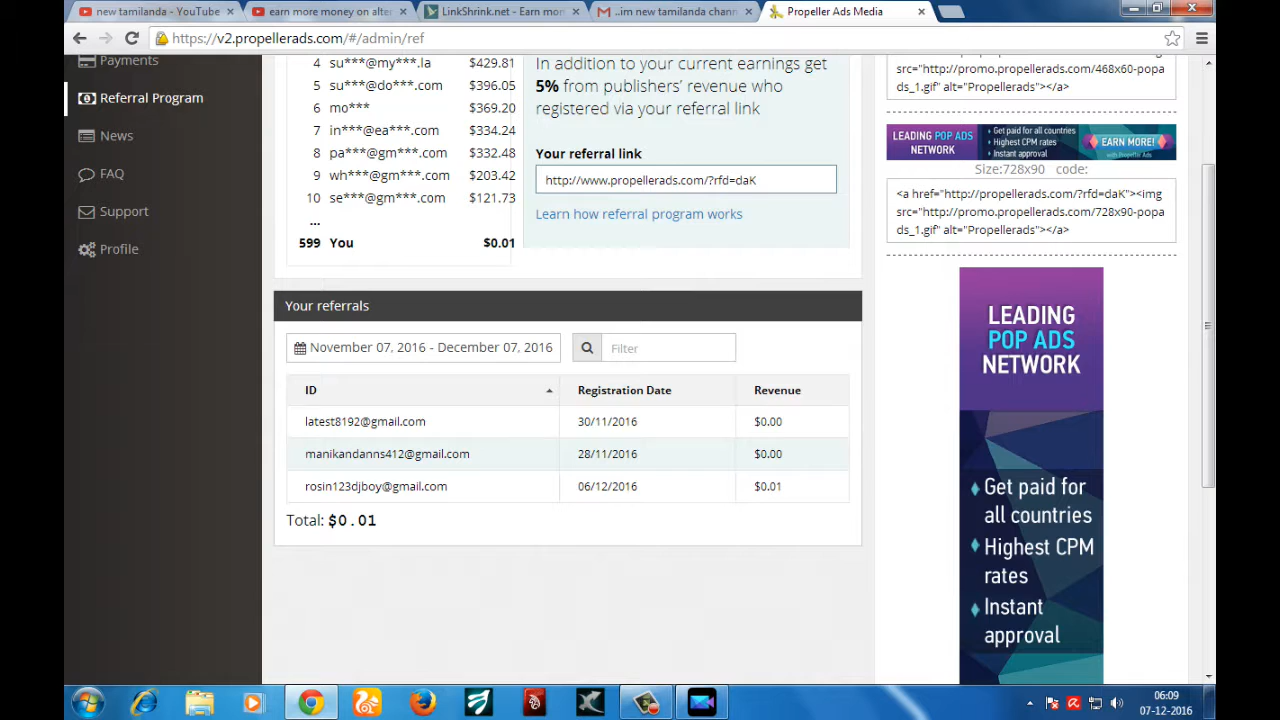 new tamilanda - YouTube
earn more money on alte
LinkShrink.net - Earn mon
..im new tamilanda chann
Propeller Ads Media
https://v2.propellerads.com/#/admin/ref
Payments
Referral Program
News
FAQ
Support
Profile
4 su***@my***.la $429.81
5 su***@do***.com $396.05
6 mo*** $369.20
7 in***@ea***.com $334.24
8 pa***@gm***.com $332.48
9 wh***@gm***.com $203.42
10 se***@gm***.com $121.73
...
599 You $0.01
In addition to your current earnings get
5% from publishers' revenue who
registered via your referral link
Your referral link
http://www.propellerads.com/?rfd=daK
Learn how referral program works
Your referrals
November 07, 2016 - December 07, 2016
Filter
ID Registration Date Revenue
latest8192@gmail.com 30/11/2016 $0.00
manikandanns412@gmail.com 28/11/2016 $0.00
rosin123djboy@gmail.com 06/12/2016 $0.01
Total: $0.01
src="http://promo.propellerads.com/468x60-popa
ds_1.gif" alt="Propellerads"></a>
LEADING POP ADS
NETWORK
Get paid for all countries
Highest CPM rates
Instant approval
EARN MORE!
with Propeller Ads
Size:728x90 code:
<a href="http://propellerads.com/?rfd=daK"><img
src="http://promo.propellerads.com/728x90-popa
ds_1.gif" alt="Propellerads"></a>
LEADING
POP ADS
NETWORK
Get paid for
all countries
Highest CPM
rates
Instant
approval
06:09
07-12-2016